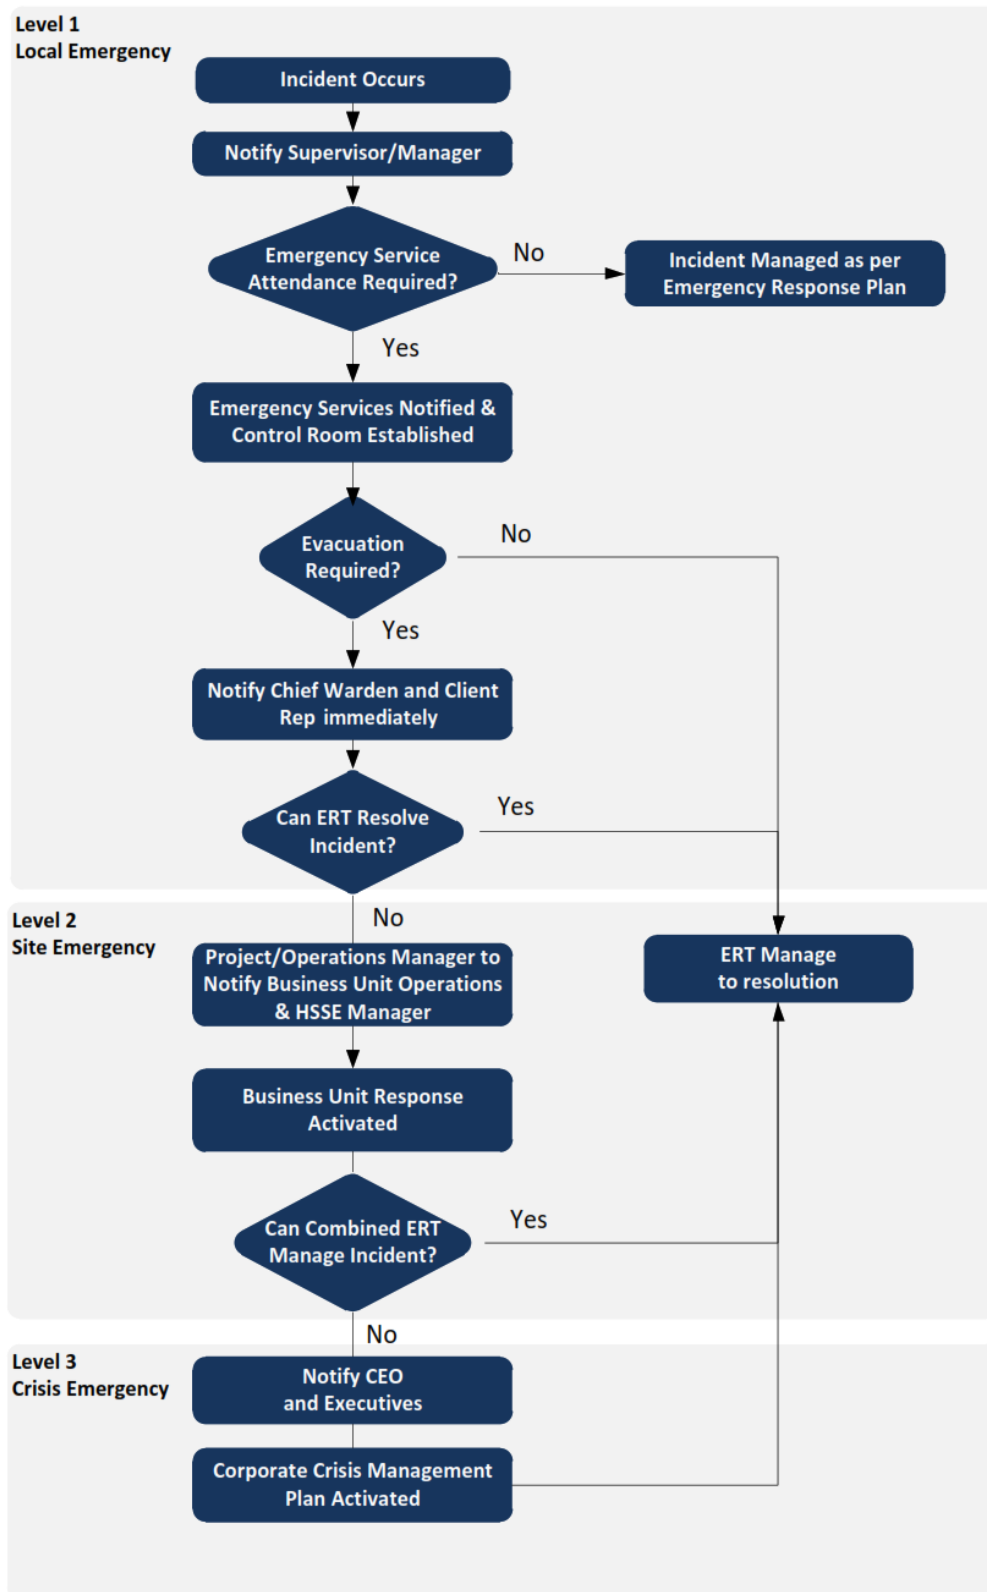 Level 1
Local Emergency
Incident Occurs
Notify Supervisor/Manager
Emergency Service
Attendance Required?
No
Incident Managed as per
Emergency Response Plan
Yes
Emergency Services Notified &
Control Room Established
Evacuation
Required?
No
Yes
Notify Chief Warden and Client
Rep immediately
Can ERT Resolve
Incident?
Yes
No
Level 2
Site Emergency
Project/Operations Manager to
Notify Business Unit Operations
& HSSE Manager
ERT Manage
to resolution
Business Unit Response
Activated
Can Combined ERT
Manage Incident?
Yes
No
Level 3
Crisis Emergency
Notify CEO
and Executives
Corporate Crisis Management
Plan Activated